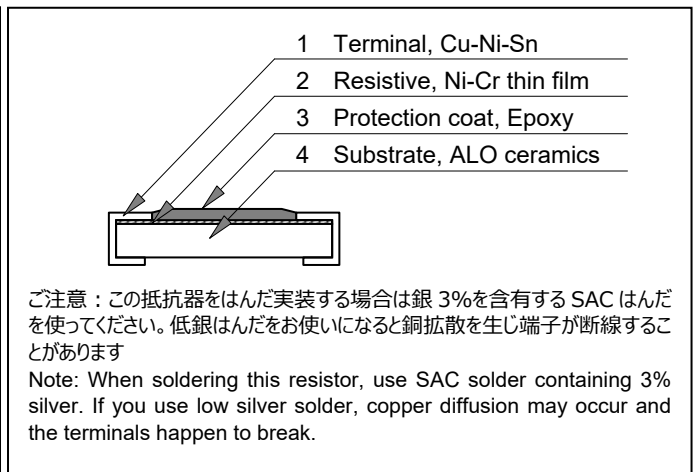 1 Terminal, Cu-Ni-Sn
2 Resistive, Ni-Cr thin film
3 Protection coat, Epoxy
4 Substrate, ALO ceramics
ご注意：この抵抗器をはんだ実装する場合は銀 3%を含有する SAC はんだ
を使ってください。低銀はんだをお使いになると銅拡散を生じ端子が断線するこ
とがあります
Note: When soldering this resistor, use SAC solder containing 3%
silver. If you use low silver solder, copper diffusion may occur and
the terminals happen to break.